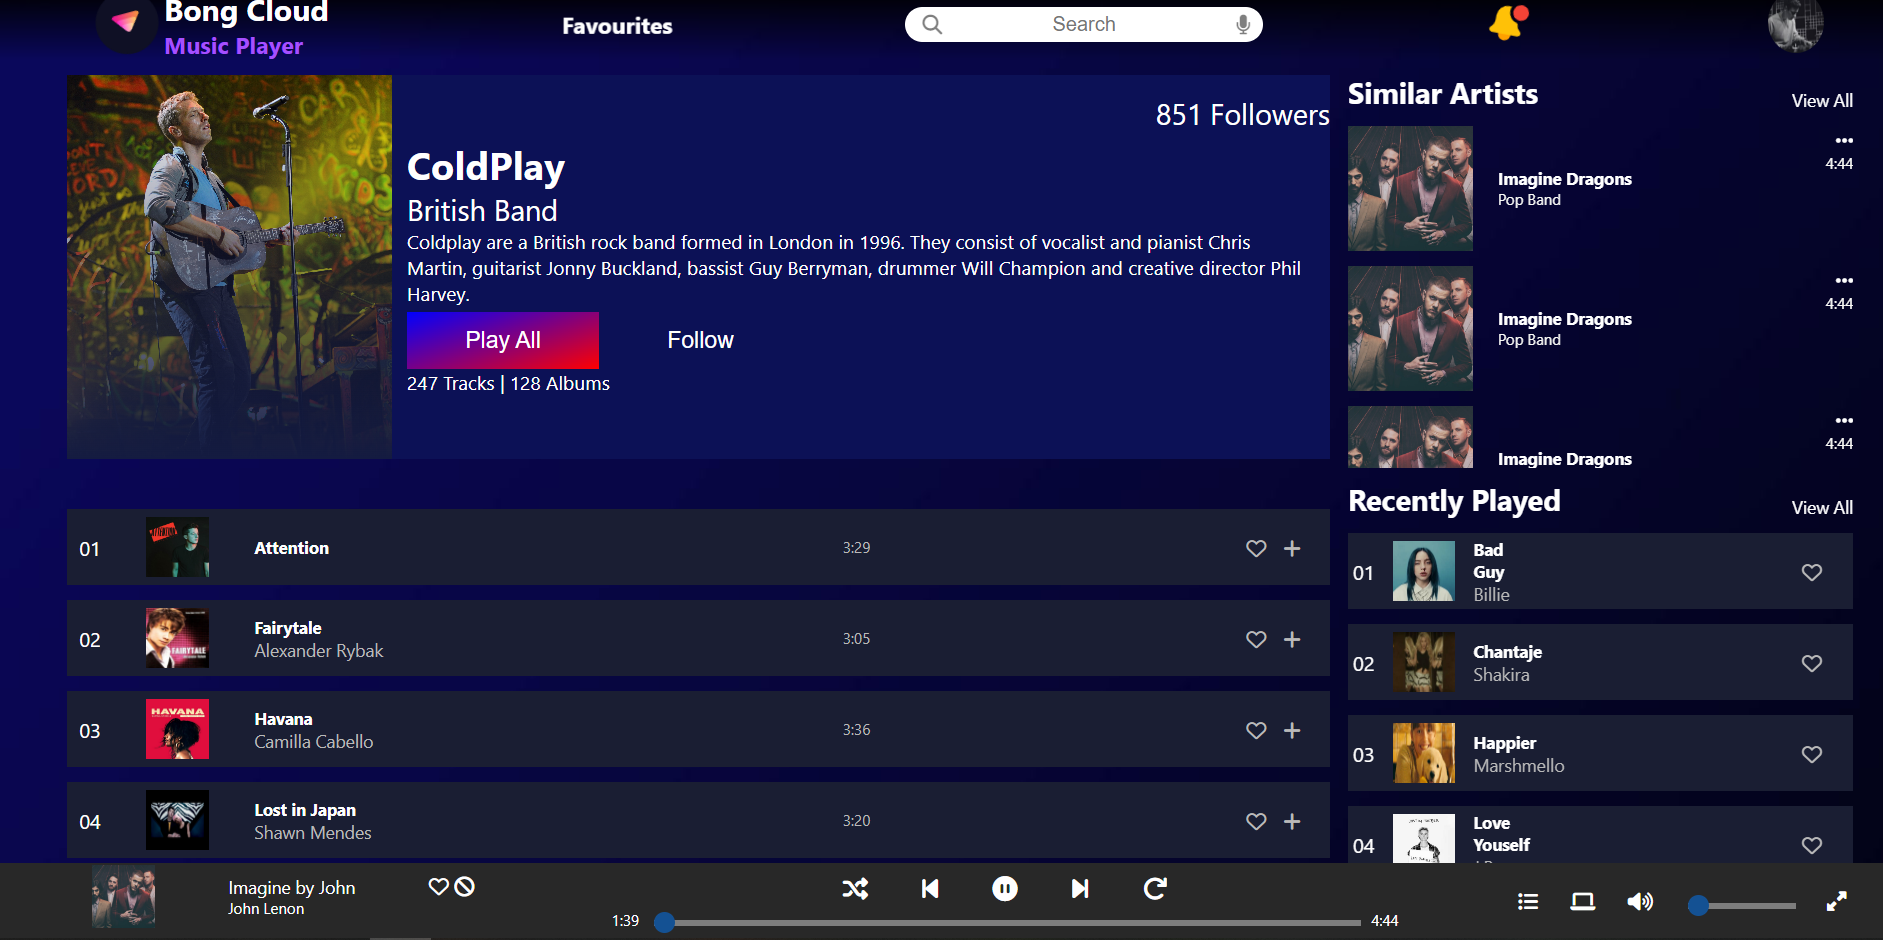 Bong Cloud
Music Player
Favourites
Search
851 Followers
ColdPlay
British Band
Coldplay are a British rock band formed in London in 1996. They consist of vocalist and pianist Chris
Martin, guitarist Jonny Buckland, bassist Guy Berryman, drummer Will Champion and creative director Phil
Harvey.
Play All
Follow
247 Tracks | 128 Albums
01
Attention
3:29
02
FAIRYTALE
Fairytale
Alexander Rybak
3:05
03
HAVANA
Havana
Camilla Cabello
3:36
04
Lost in Japan
Shawn Mendes
3:20
Similar Artists
View All
Imagine Dragons
Pop Band
4:44
Imagine Dragons
Pop Band
4:44
Imagine Dragons
4:44
Recently Played
View All
01
Bad
Guy
Billie
02
Chantaje
Shakira
03
Happier
Marshmello
04
Love
Youself
Imagine by John
John Lenon
1:39
4:44